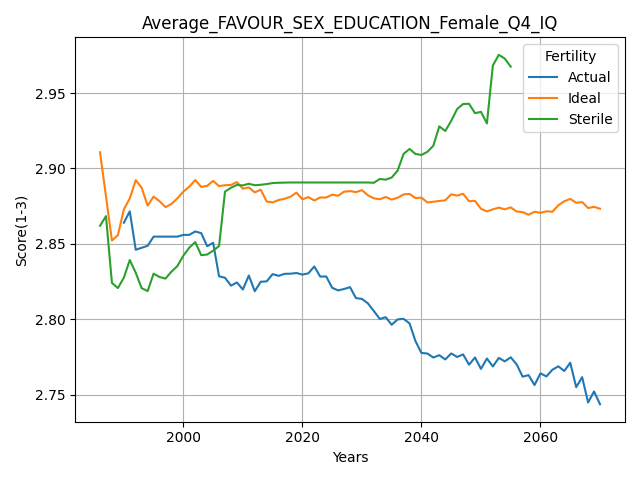 Average_FAVOUR_SEX_EDUCATION_Female_Q4_IQ
Fertility
Actual
Ideal
Sterile
Score(1-3)
2.95
2.90
2.85
2.80
2.75
2000
2020
2040
2060
Years